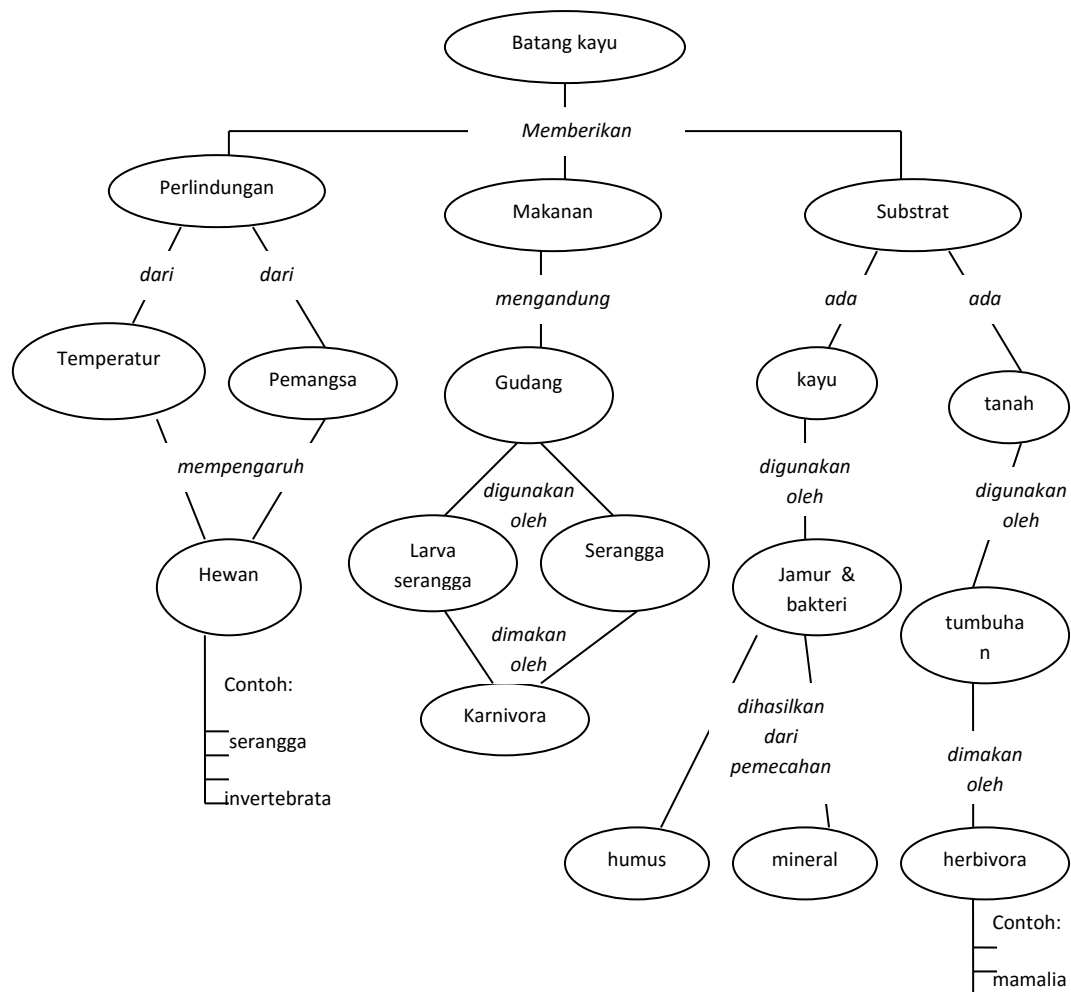 Batang kayu
Memberikan
Perlindungan
Makanan
Substrat
dari
dari
mengandung
ada
ada
Temperatur
Pemangsa
Gudang
kayu
tanah
mempengaruh
digunakan
oleh
digunakan
oleh
digunakan
oleh
Hewan
Larva
serangga
Serangga
Jamur & 
bakteri
tumbuha
n
Contoh:
serangga
invertebrata
dimakan
oleh
Karnivora
dihasilkan
dari
pemecahan
dimakan
oleh
humus
mineral
herbivora
Contoh:
mamalia